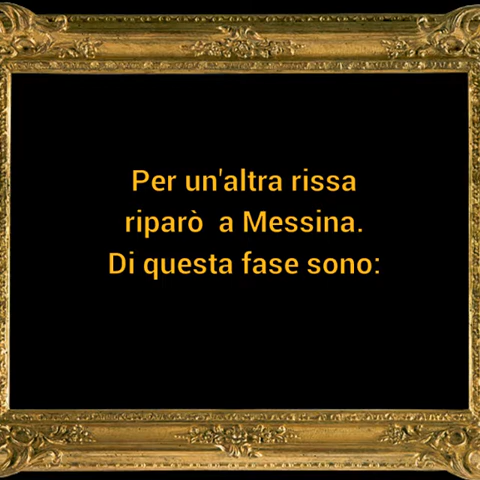 Per un'altra rissa
riparò  a Messina.
Di questa fase sono: